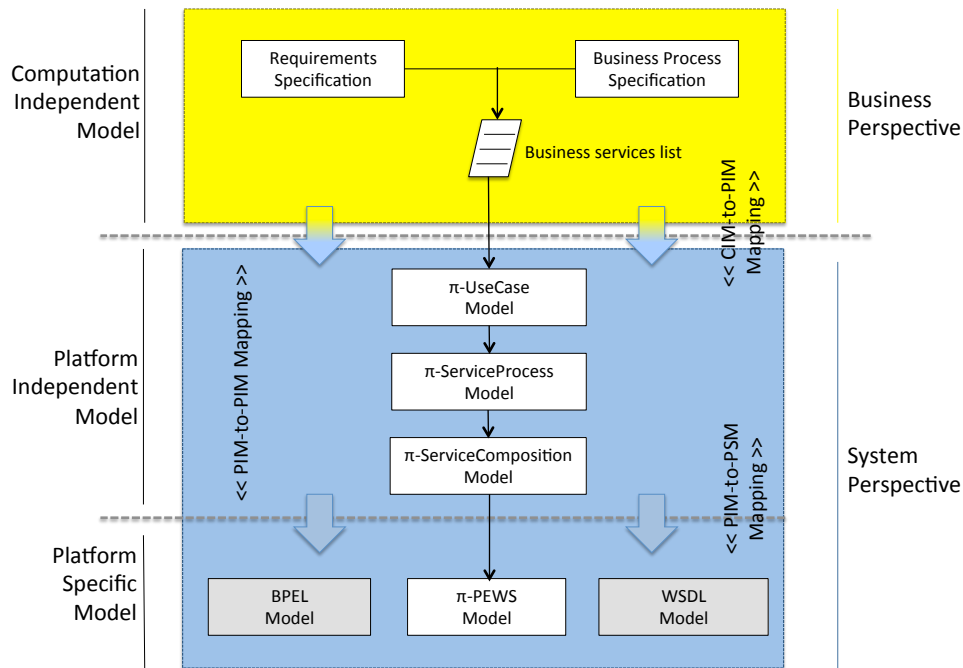 Requirements
Specification
Business Process
Specification
Computation
Independent
Model
Business
Perspective
Business services list
<< CIM-to-PIM
Mapping >>
π-UseCase
Model
<< PIM-to-PIM Mapping >>
Platform
Independent
Model
π-ServiceProcess
Model
π-ServiceComposition
Model
<< PIM-to-PSM
Mapping >>
System
Perspective
Platform
Specific
Model
BPEL
Model
π-PEWS
Model
WSDL
Model